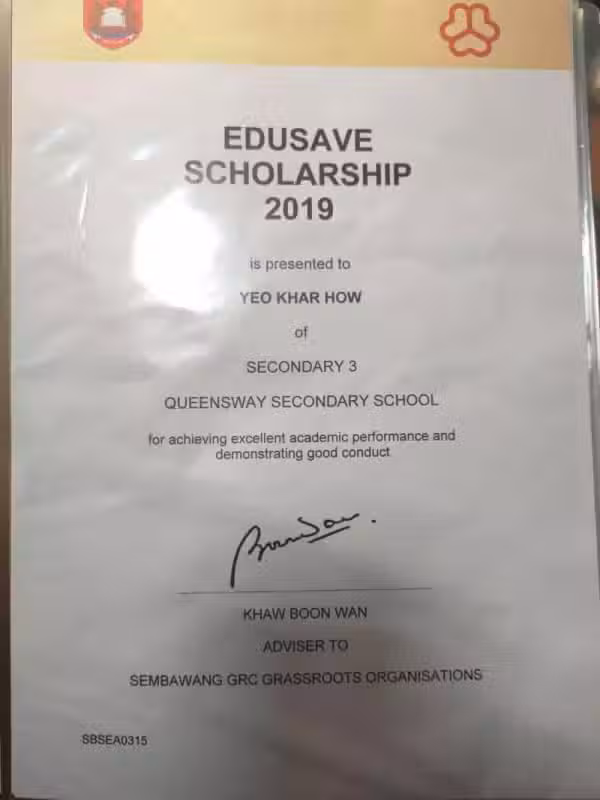 EDUSAVE
SCHOLARSHIP
2019
is presented to
YEO KHAR HOW
of
SECONDARY 3
QUEENSWAY SECONDARY SCHOOL
for achieving excellent academic performance and
demonstrating good conduct
KHAW BOON WAN
ADVISER TO
SEMBAWANG GRC GRASSROOTS ORGANISATIONS
SBSEA0315